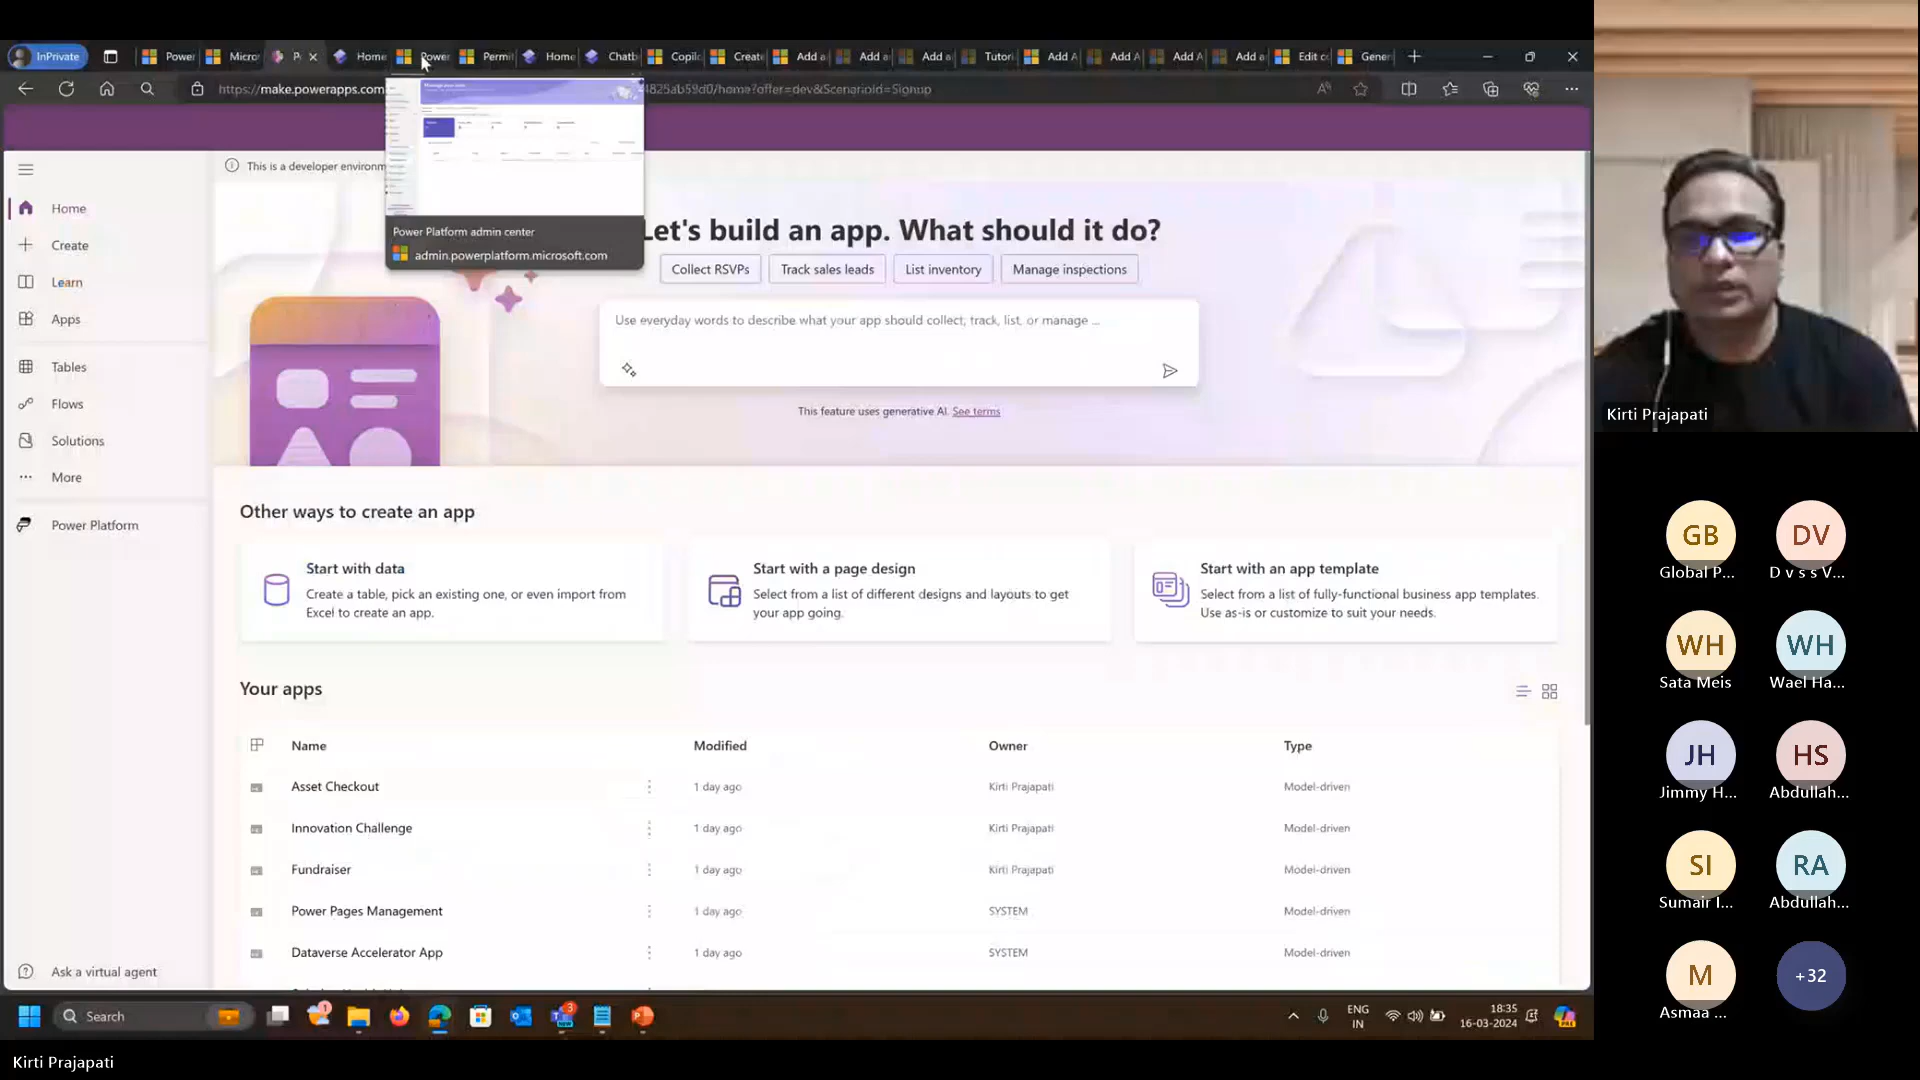 InPrivate
Power
Micro
P
Home
Power
Permi
Home
Chatb
Copil
Create
Add a
Add a
Add a
Tutori
Add A
Add A
Add A
Add a
Edit c
Gener
https://make.powerapps.com
4825ab59d0/home?offer=dev&ScenarioId=Signup
This is a developer environm
Power Platform admin center
admin.powerplatform.microsoft.com
Home
Create
Learn
Apps
Tables
Flows
Solutions
More
Power Platform
Ask a virtual agent
Let's build an app. What should it do?
Collect RSVPs
Track sales leads
List inventory
Manage inspections
Use everyday words to describe what your app should collect, track, list, or manage ...
This feature uses generative AI. See terms
Other ways to create an app
Start with data
Create a table, pick an existing one, or even import from
Excel to create an app.
Start with a page design
Select from a list of different designs and layouts to get
your app going.
Start with an app template
Select from a list of fully-functional business app templates.
Use as-is or customize to suit your needs.
Your apps
Name Modified Owner Type
Asset Checkout 1 day ago Kirti Prajapati Model-driven
Innovation Challenge 1 day ago Kirti Prajapati Model-driven
Fundraiser 1 day ago Kirti Prajapati Model-driven
Power Pages Management 1 day ago SYSTEM Model-driven
Dataverse Accelerator App 1 day ago SYSTEM Model-driven
Search
ENG
IN
18:35
16-03-2024
Kirti Prajapati
Kirti Prajapati
GB
Global P...
DV
D v s s V...
WH
Sata Meis
WH
Wael Ha...
JH
Jimmy H...
HS
Abdullah...
SI
Sumair I...
RA
Abdullah...
M
Asmaa ...
+32